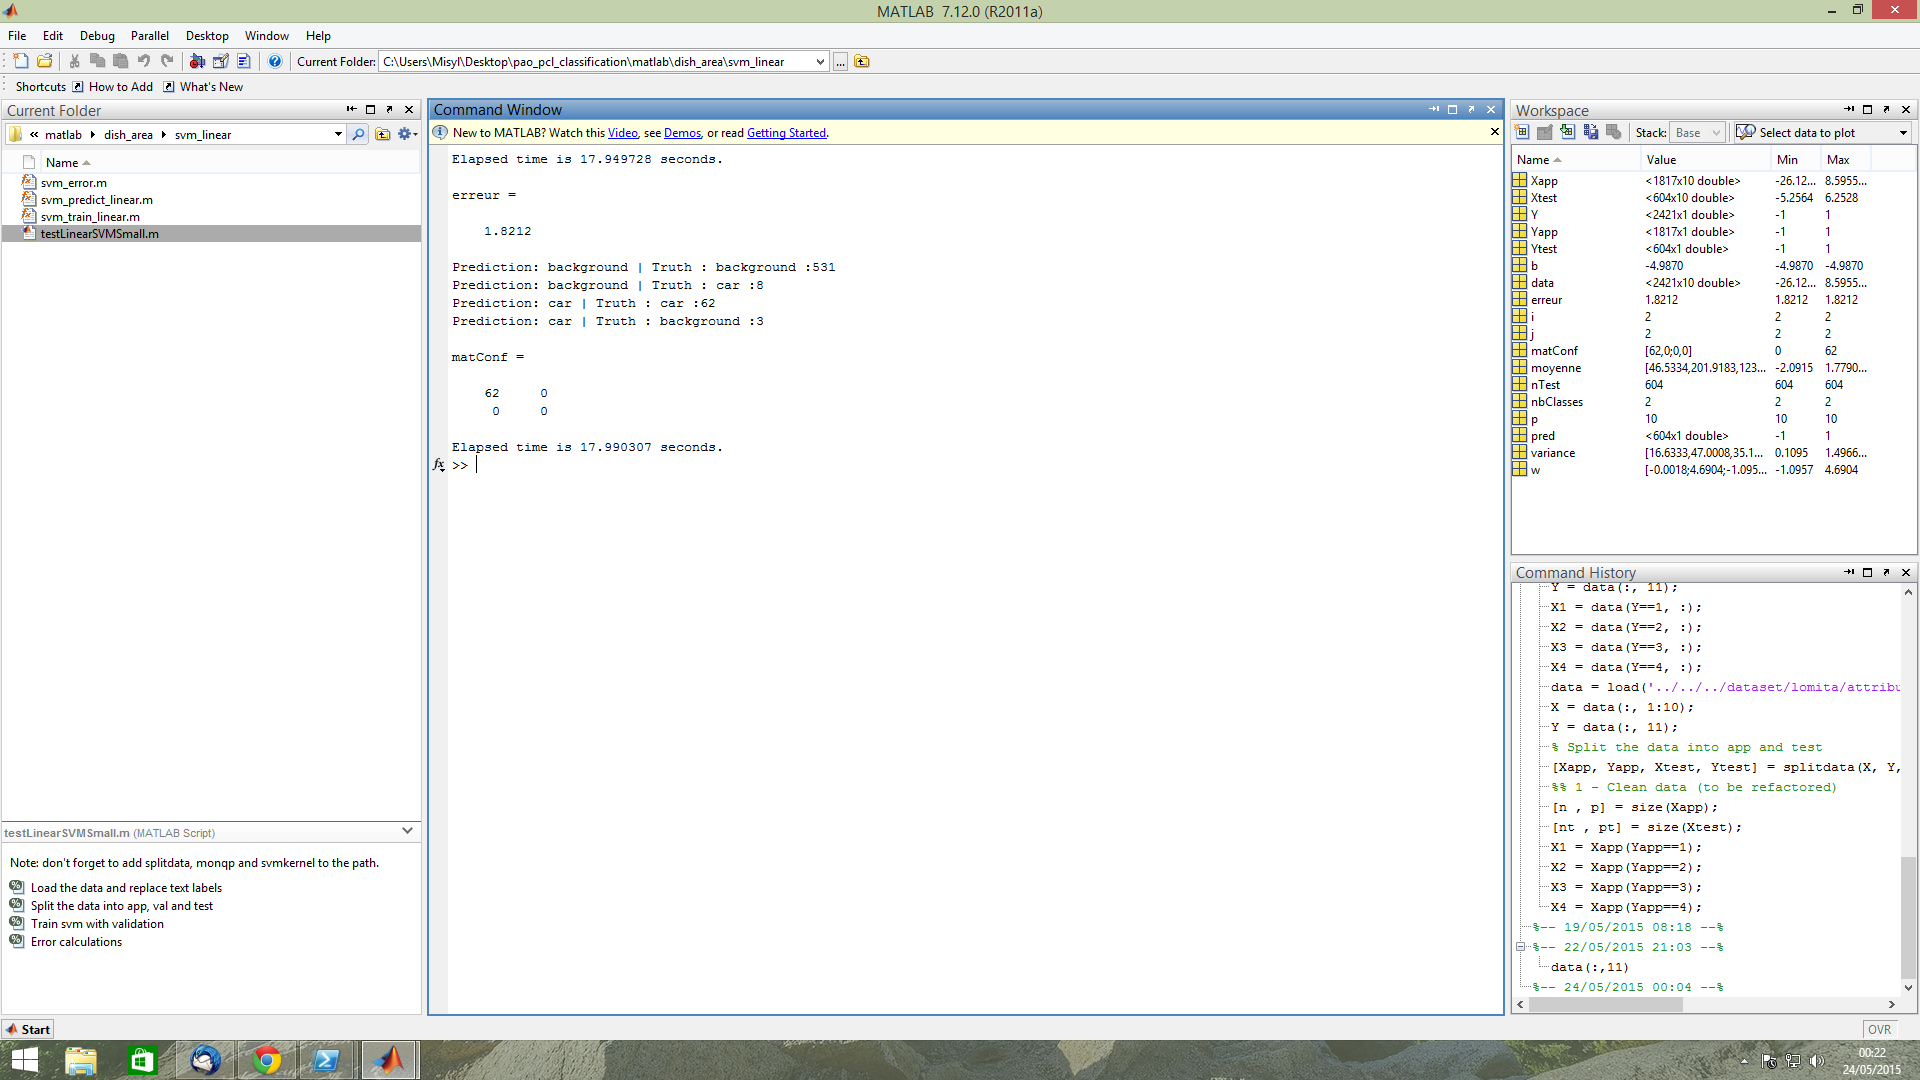 MATLAB 7.12.0 (R2011a)
File Edit Debug Parallel Desktop Window Help
Current Folder: C:\Users\Misyl\Desktop\pao_pcl_classification\matlab\dish_area\svm_linear ...
Shortcuts How to Add What's New
Current Folder
« matlab dish_area svm_linear
Name
svm_error.m
svm_predict_linear.m
svm_train_linear.m
testLinearSVMSmall.m
testLinearSVMSmall.m (MATLAB Script)
Note: don't forget to add splitdata, monqp and svmkernel to the path.
Load the data and replace text labels
Split the data into app, val and test
Train svm with validation
Error calculations
Command Window
New to MATLAB? Watch this Video, see Demos, or read Getting Started.
Elapsed time is 17.949728 seconds.
erreur =
1.8212
Prediction: background | Truth : background :531
Prediction: background | Truth : car :8
Prediction: car | Truth : car :62
Prediction: car | Truth : background :3
matConf =
62 0
0 0
Elapsed time is 17.990307 seconds.
fx >>
Workspace
Stack: Base Select data to plot
Name Value Min Max
Xapp <1817x10 double> -26.12... 8.5955...
Xtest <604x10 double> -5.2564 6.2528
Y <2421x1 double> -1 1
Yapp <1817x1 double> -1 1
Ytest <604x1 double> -1 1
b -4.9870 -4.9870 -4.9870
data <2421x10 double> -26.12... 8.5955...
erreur 1.8212 1.8212 1.8212
i 2 2 2
j 2 2 2
matConf [62,0;0,0] 0 62
moyenne [46.5334,201.9183,123... -2.0915 1.7790...
nTest 604 604 604
nbClasses 2 2 2
p 10 10 10
pred <604x1 double> -1 1
variance [16.6333,47.0008,35.1... 0.1095 1.4966...
w [-0.0018;4.6904;-1.095... -1.0957 4.6904
Command History
Y = data(:, 11);
X1 = data(Y==1, :);
X2 = data(Y==2, :);
X3 = data(Y==3, :);
X4 = data(Y==4, :);
data = load('../../../dataset/lomita/attribu
X = data(:, 1:10);
Y = data(:, 11);
% Split the data into app and test
[Xapp, Yapp, Xtest, Ytest] = splitdata(X, Y,
%% 1 - Clean data (to be refactored)
[n , p] = size(Xapp);
[nt , pt] = size(Xtest);
X1 = Xapp(Yapp==1);
X2 = Xapp(Yapp==2);
X3 = Xapp(Yapp==3);
X4 = Xapp(Yapp==4);
%-- 19/05/2015 08:18 --%
%-- 22/05/2015 21:03 --%
data(:,11)
%-- 24/05/2015 00:04 --%
Start
OVR
00:22
24/05/2015